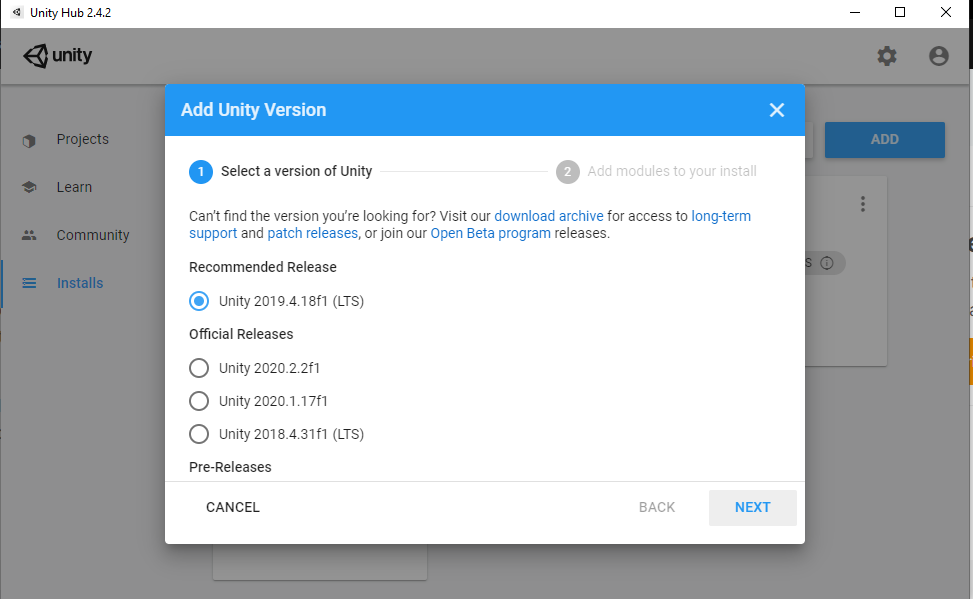 Unity Hub 2.4.2
unity
Projects
Learn
Community
Installs
ADD
Add Unity Version
1 Select a version of Unity
2 Add modules to your install
Can't find the version you're looking for? Visit our download archive for access to long-term
support and patch releases, or join our Open Beta program releases.
Recommended Release
Unity 2019.4.18f1 (LTS)
Official Releases
Unity 2020.2.2f1
Unity 2020.1.17f1
Unity 2018.4.31f1 (LTS)
Pre-Releases
CANCEL
BACK
NEXT